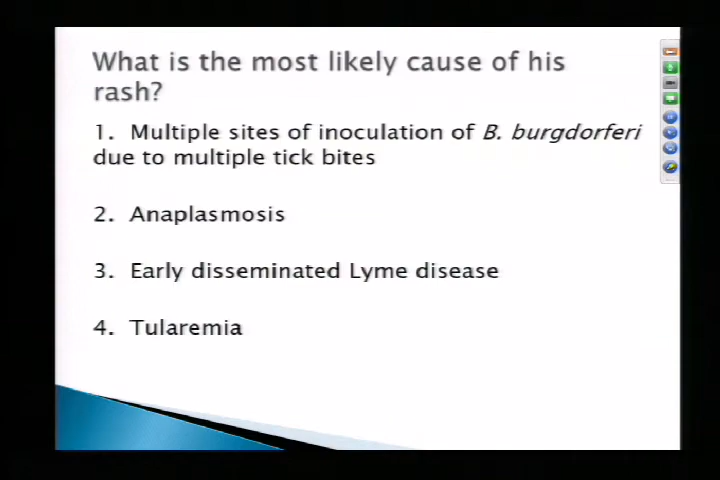 What is the most likely cause of his
rash?
1. Multiple sites of inoculation of B. burgdorferi
due to multiple tick bites
2. Anaplasmosis
3. Early disseminated Lyme disease
4. Tularemia